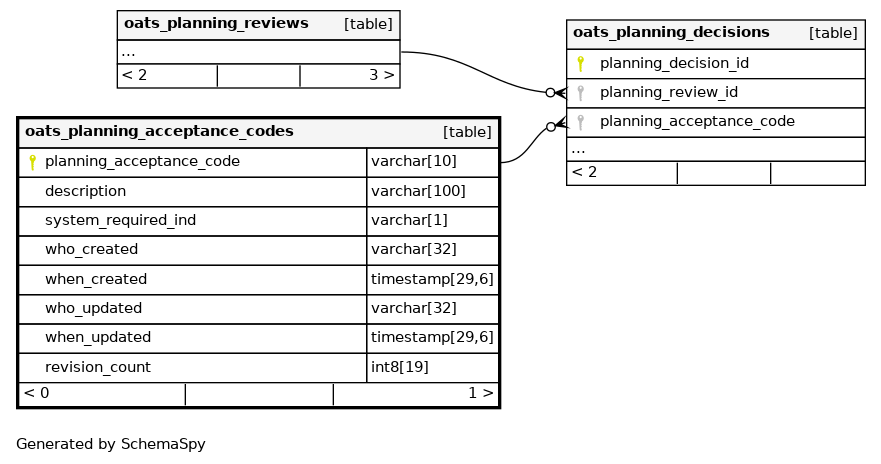 oats_planning_reviews [table]
...
< 2 3 >
oats_planning_decisions [table]
planning_decision_id
planning_review_id
planning_acceptance_code
...
< 2
oats_planning_acceptance_codes [table]
planning_acceptance_code varchar[10]
description varchar[100]
system_required_ind varchar[1]
who_created varchar[32]
when_created timestamp[29,6]
who_updated varchar[32]
when_updated timestamp[29,6]
revision_count int8[19]
< 0 1 >
Generated by SchemaSpy